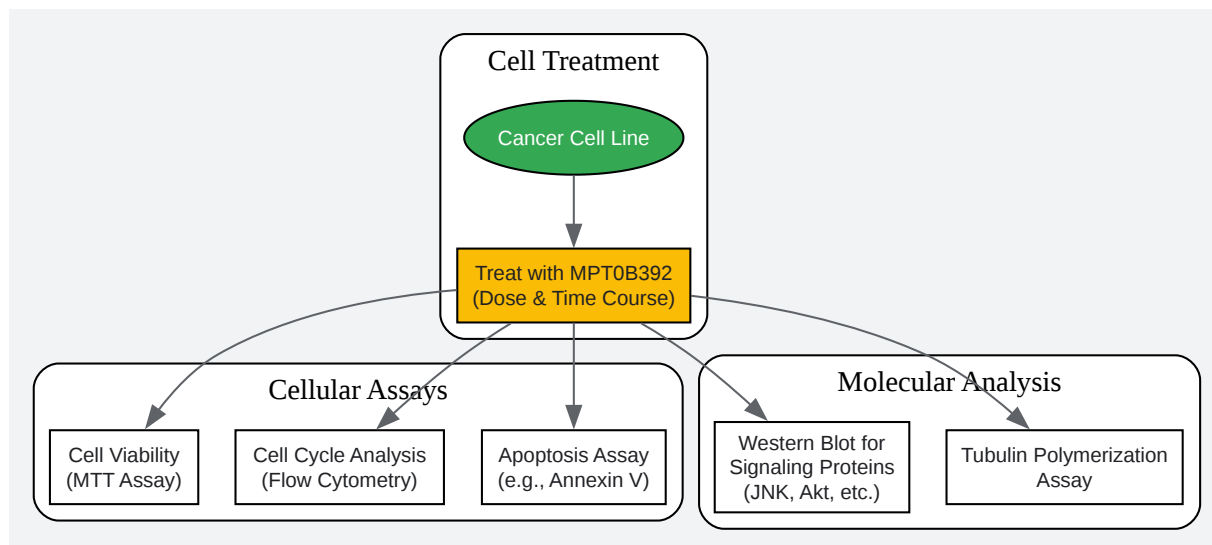 Cell Treatment
Cancer Cell Line
Treat with MPT0B392
(Dose & Time Course)
Cellular Assays
Cell Viability
(MTT Assay)
Cell Cycle Analysis
(Flow Cytometry)
Apoptosis Assay
(e.g., Annexin V)
Molecular Analysis
Western Blot for
Signaling Proteins
(JNK, Akt, etc.)
Tubulin Polymerization
Assay